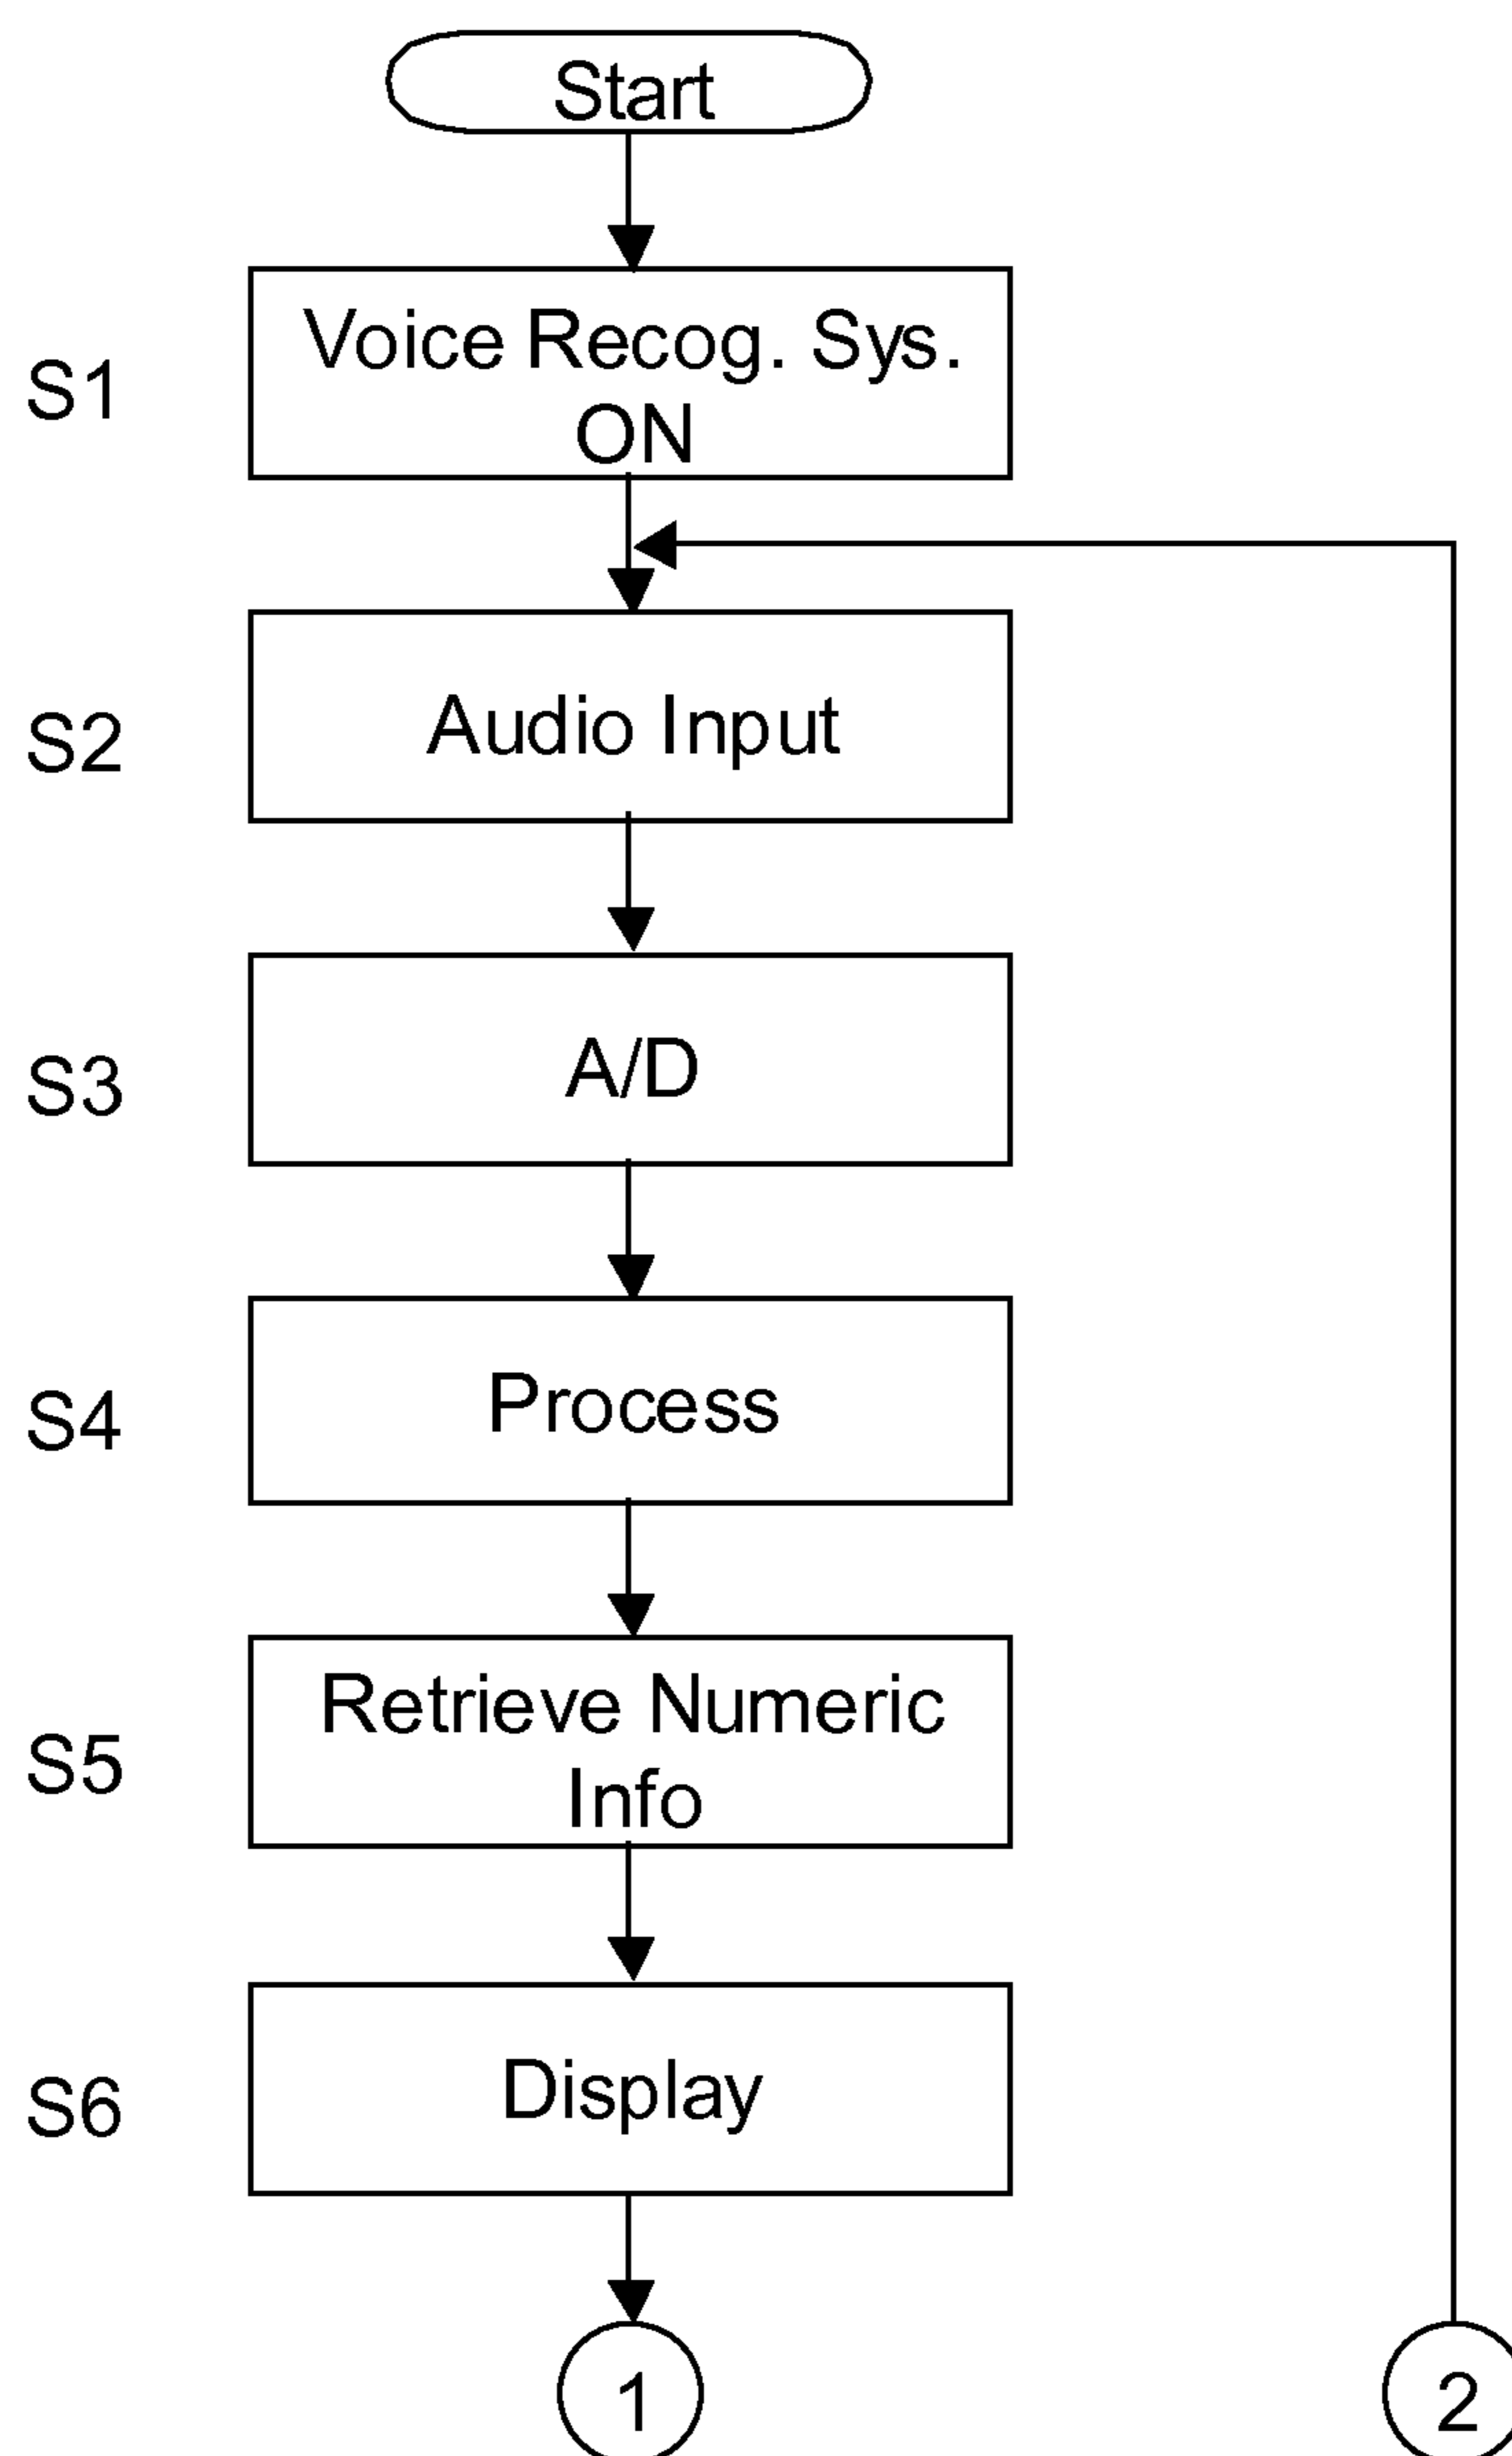 Start
S1
Voice Recog. Sys.
ON
S2
Audio Input
S3
A/D
S4
Process
S5
Retrieve Numeric
Info
S6
Display
1
2